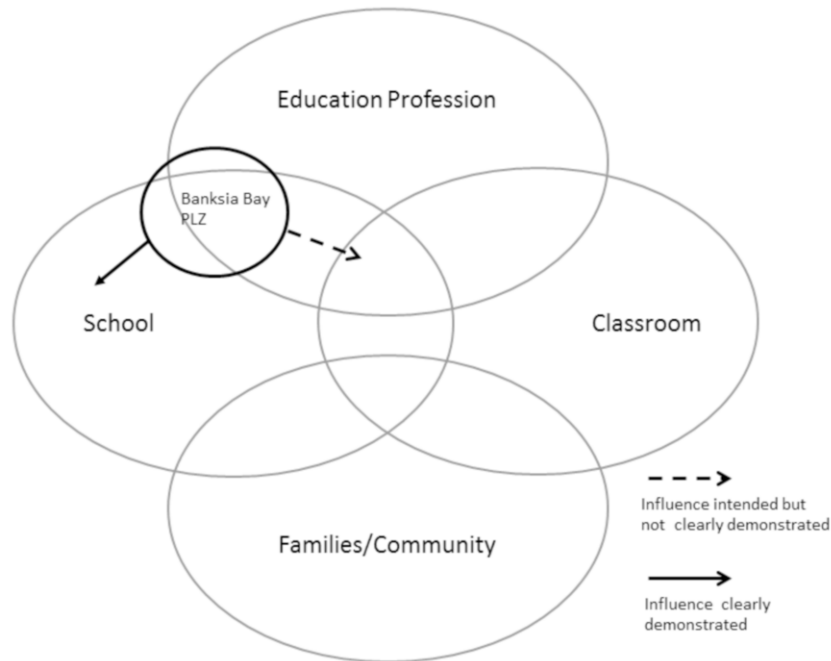 Education Profession
Banksia Bay
PLZ
School
Classroom
Families/Community
Influence intended but
not clearly demonstrated
Influence clearly
demonstrated